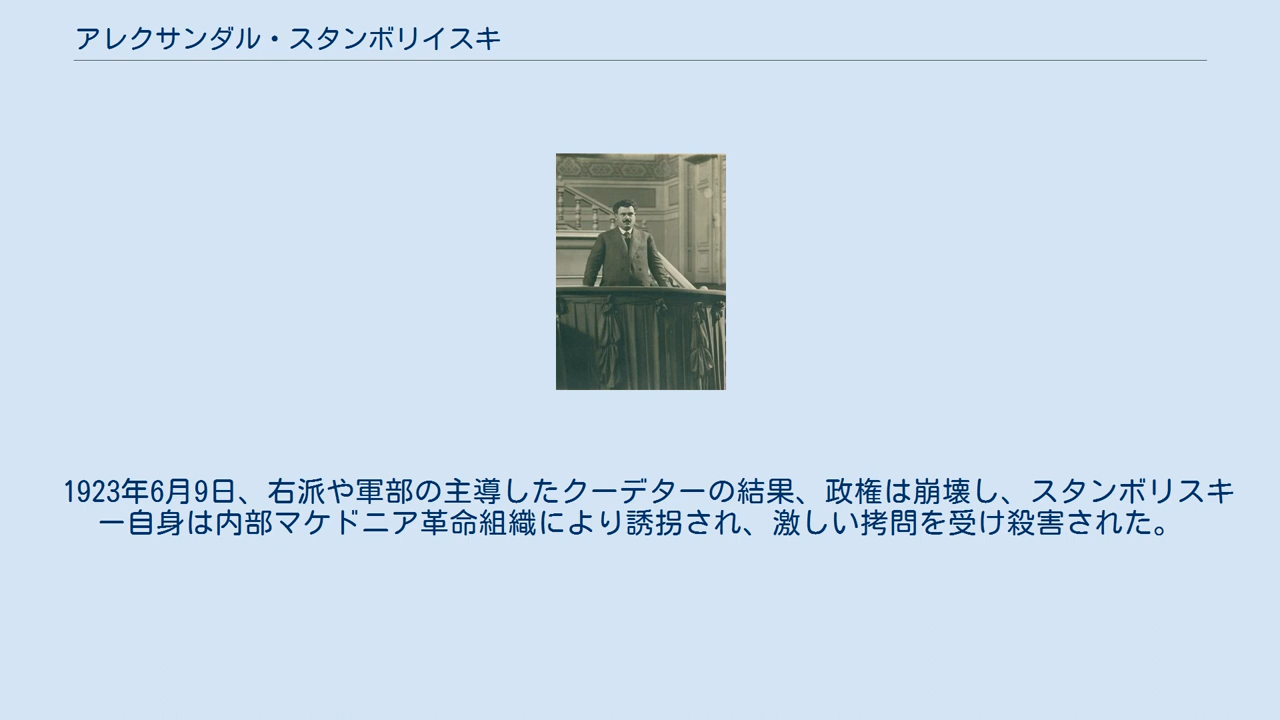 アレクサンダル・スタンボリイスキ
1923年6月9日、右派や軍部の主導したクーデターの結果、政権は崩壊し、スタンボリスキ
ー自身は内部マケドニア革命組織により誘拐され、激しい拷問を受け殺害された。